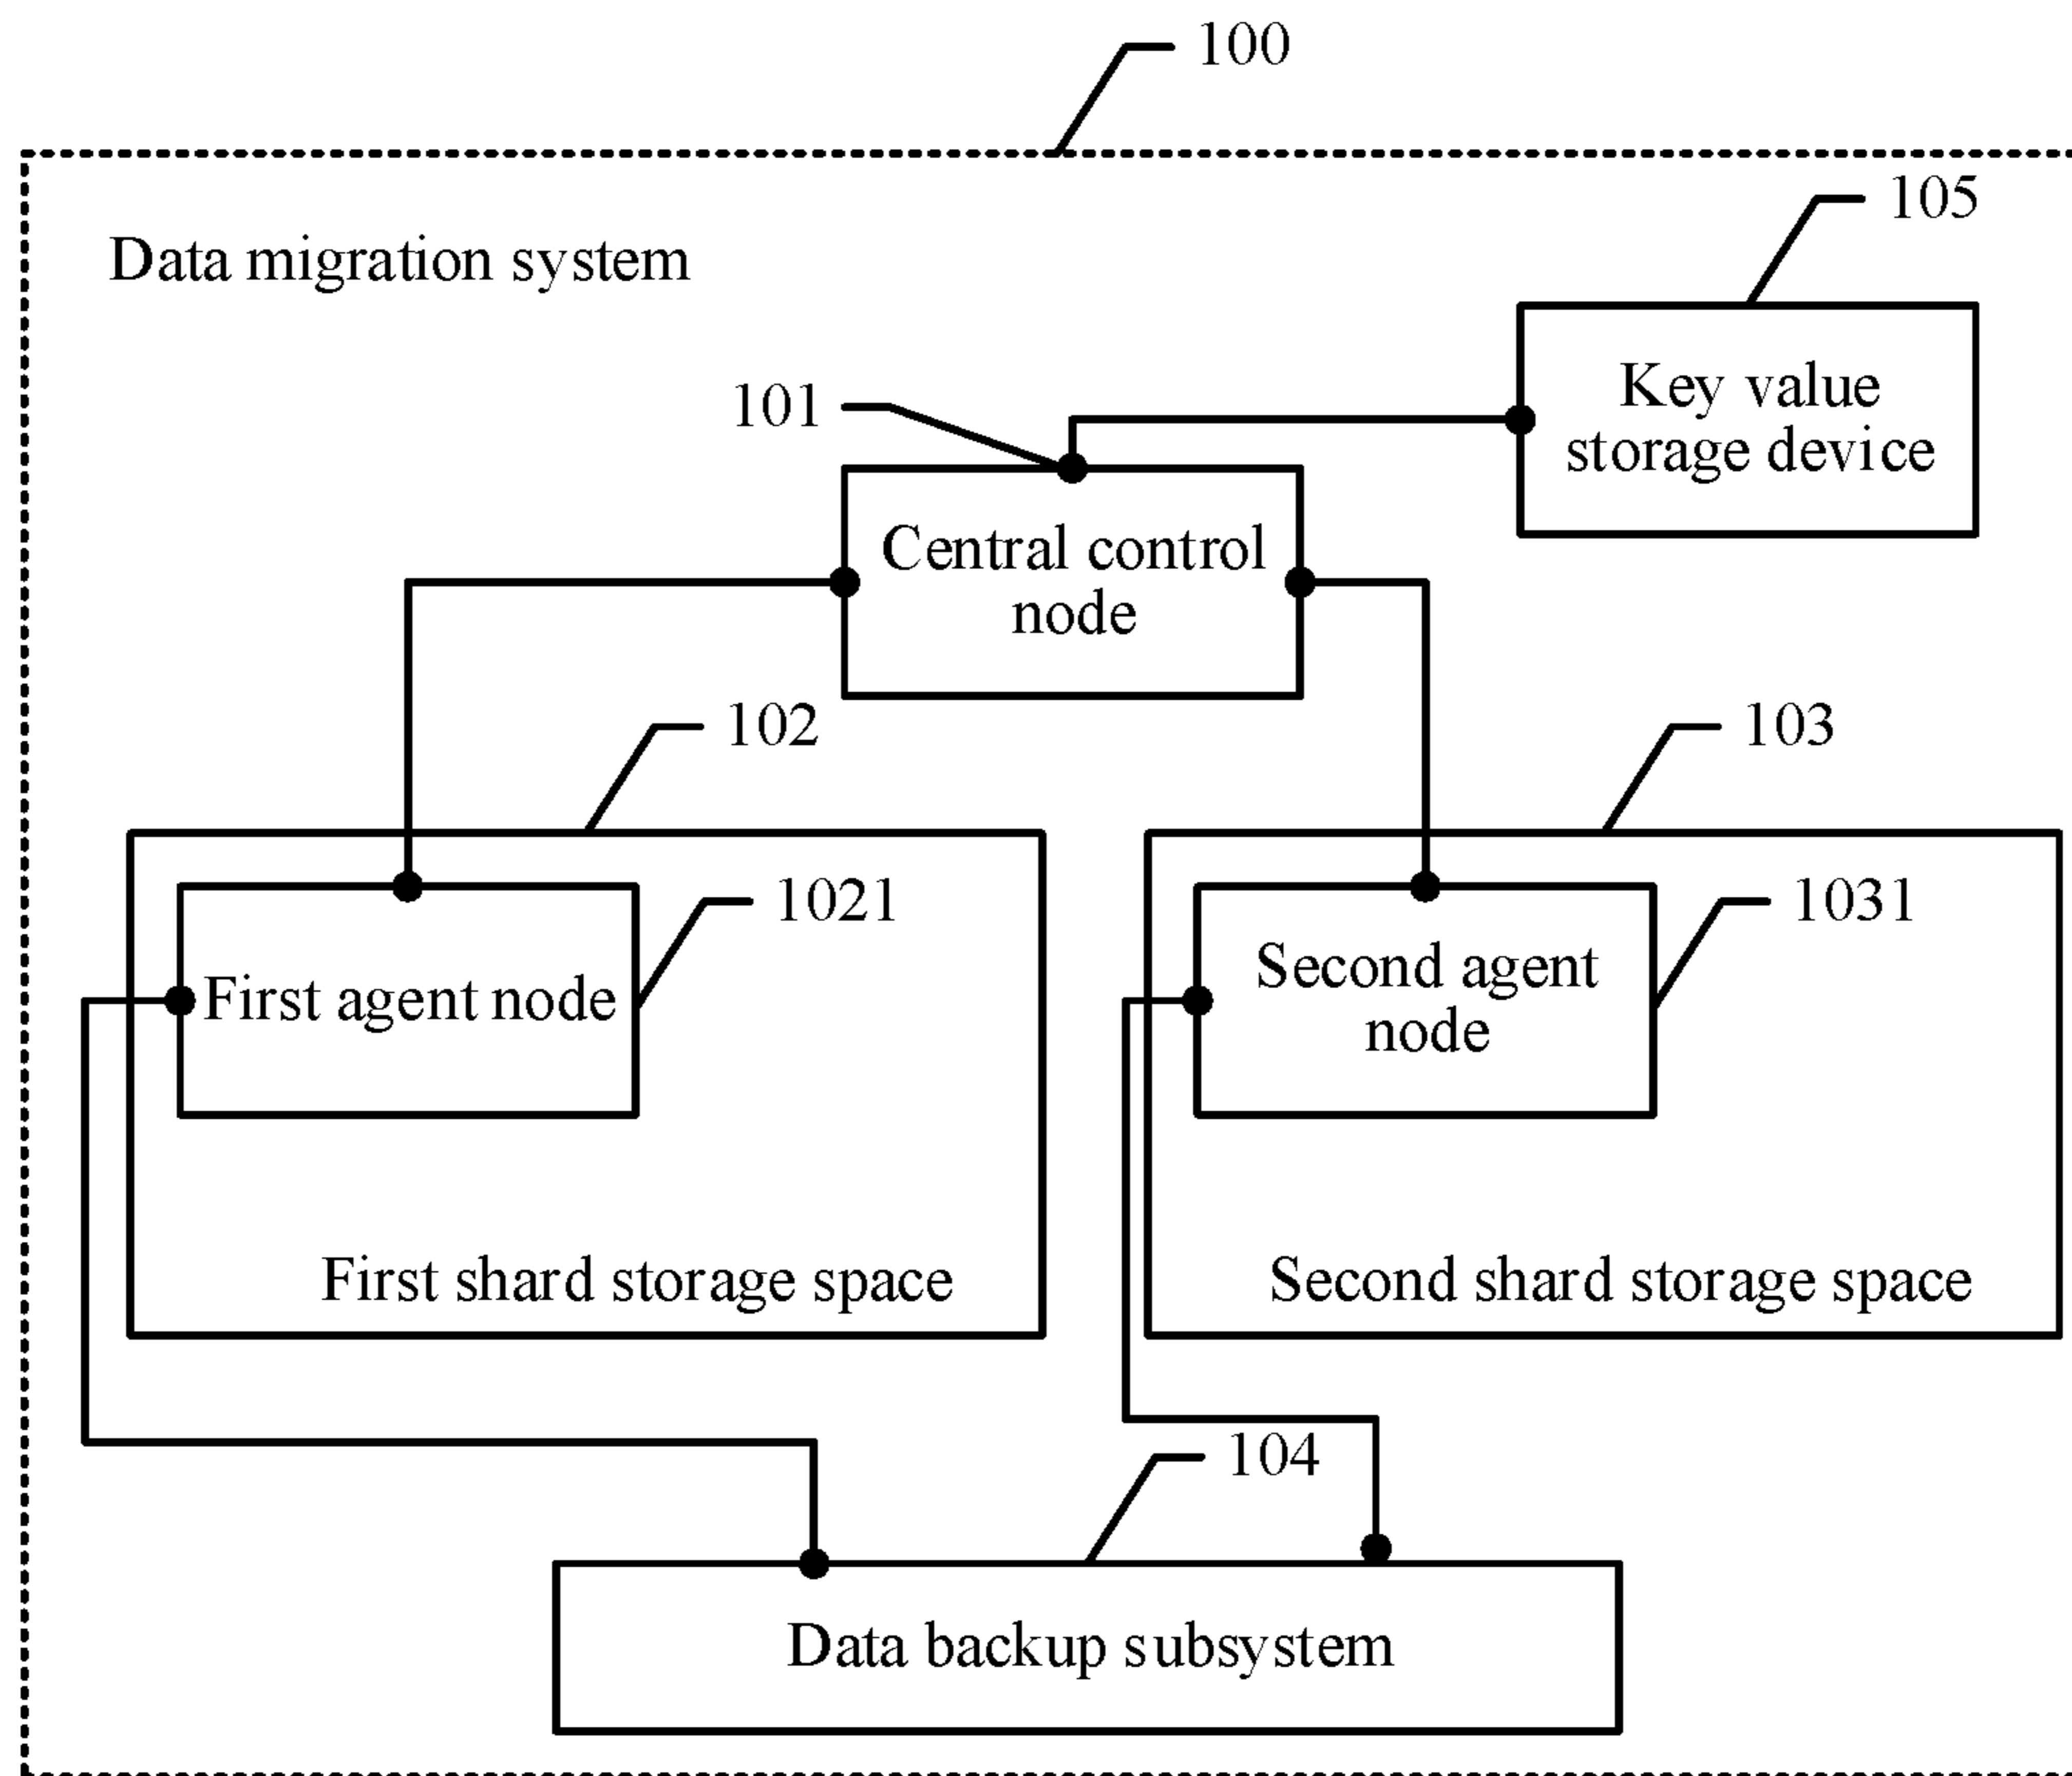 100
105
Data migration system
Key value
storage device
101
Central control
node
102
103
1021
1031
First agent node
Second agent
node
First shard storage space
Second shard storage space
104
Data backup subsystem